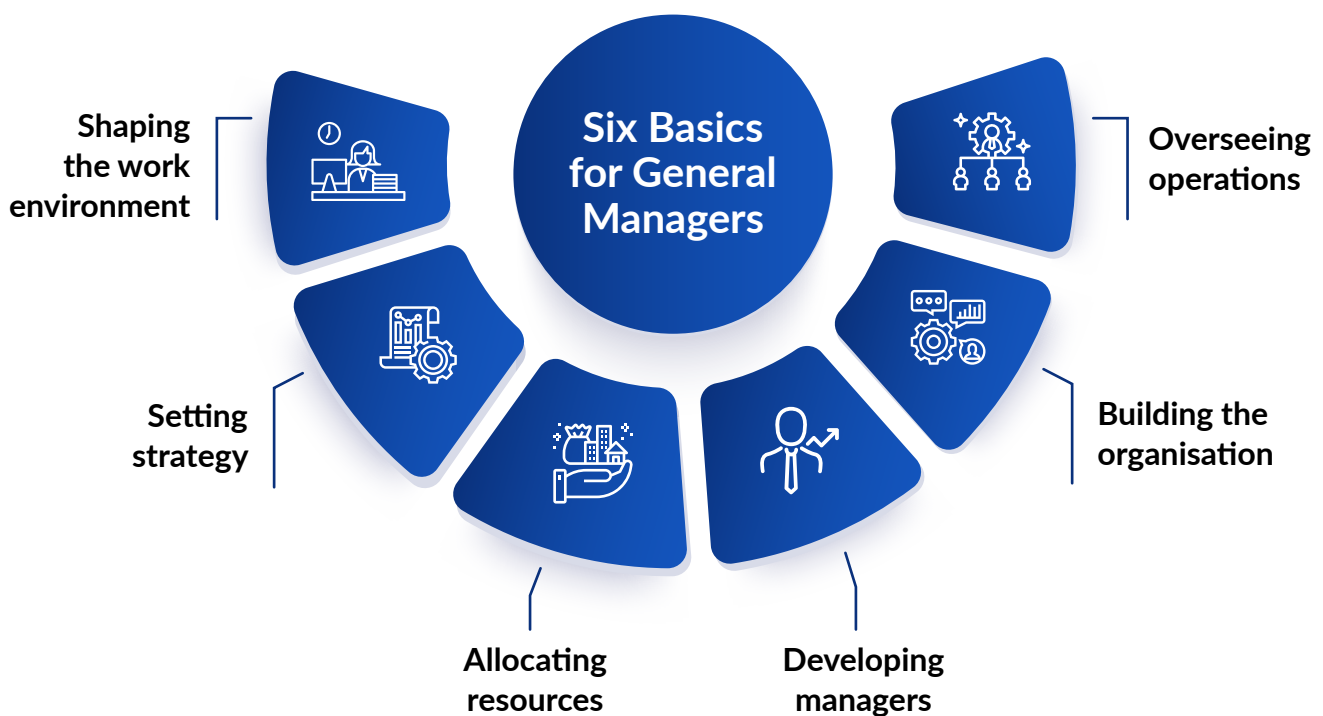 Six Basics
for General
Managers
Shaping
the work
environment
Setting
strategy
Allocating
resources
Developing
managers
Building the
organisation
Overseeing
operations